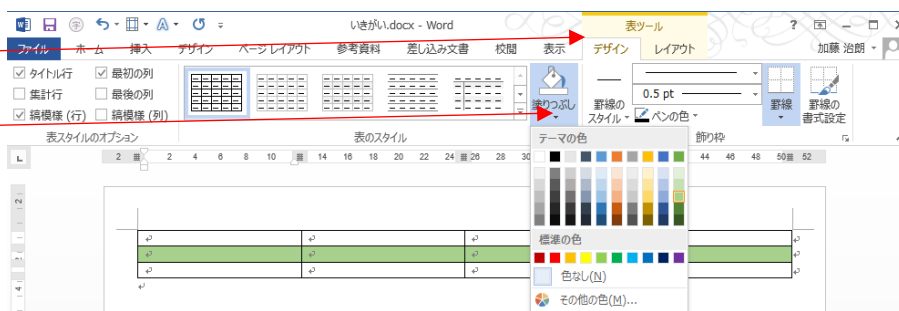 いきがい.docx - Word
表ツール
?
ファイル ホーム 挿入 デザイン ページレイアウト 参考資料 差し込み文書 校閲 表示 デザイン レイアウト 加藤 治朗
タイトル行 最初の列
集計行 最後の列
縞模様 (行) 縞模様 (列)
表スタイルのオプション
表のスタイル
塗りつぶし
罫線の
スタイル
0.5 pt
ペンの色
罫線
罫線の
書式設定
飾り枠
L 2 2 4 6 8 10 14 16 18 20 22 24 26 28 30 44 46 48 50 52
テーマの色
標準の色
色なし(N)
その他の色(M)...
2
2
4